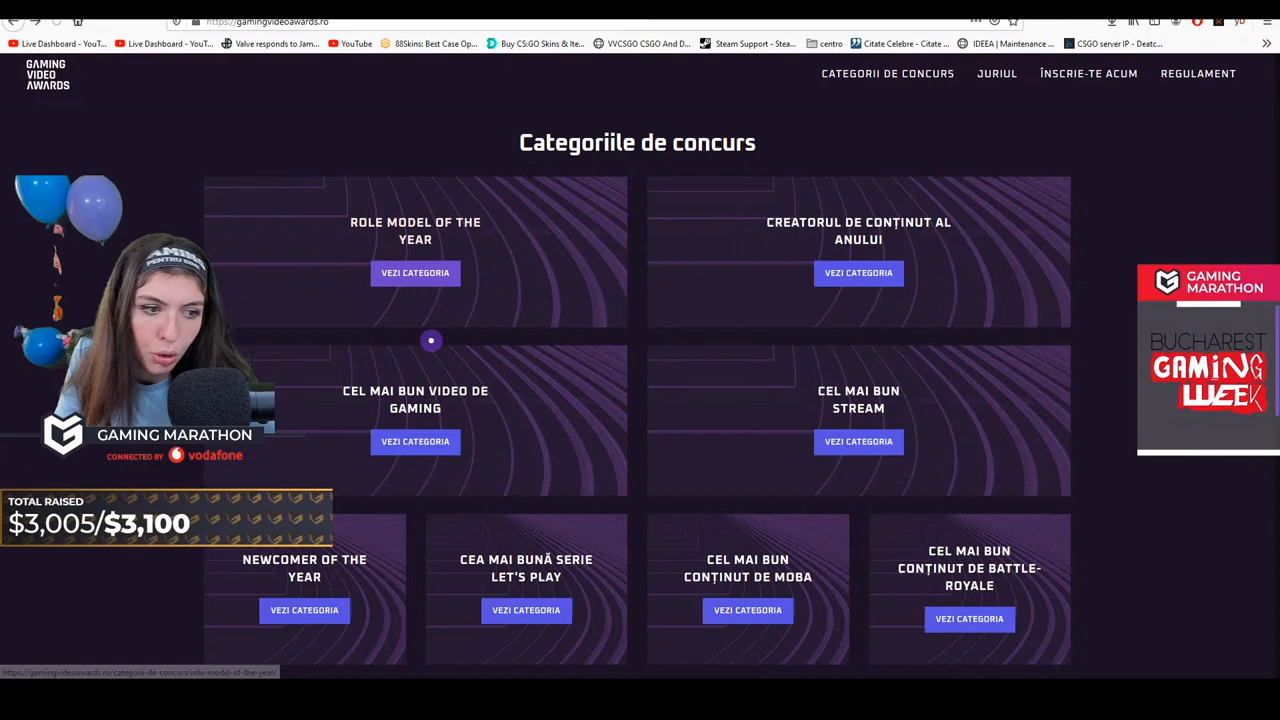 https://gamingvideoawards.ro
Live Dashboard - YouT...
Live Dashboard - YouT...
Valve responds to Jam...
YouTube
88Skins: Best Case Op...
Buy CS:GO Skins & Ite...
VVCSGO CSGO And D...
Steam Support - Stea...
centro
Citate Celebre - Citate ...
IDEEA | Maintenance ...
CSGO server IP - Deatc...
GAMING
VIDEO
AWARDS
CATEGORII DE CONCURS
JURIUL
ÎNSCRIE-TE ACUM
REGULAMENT
Categoriile de concurs
ROLE MODEL OF THE
YEAR
VEZI CATEGORIA
CREATORUL DE CONȚINUT AL
ANULUI
VEZI CATEGORIA
PENTRU
GAMING
MARATHON
BUCHAREST
GAMING
WEEK
CEL MAI BUN VIDEO DE
GAMING
VEZI CATEGORIA
CEL MAI BUN
STREAM
VEZI CATEGORIA
GAMING MARATHON
CONNECTED BY vodafone
TOTAL RAISED
$3,005/$3,100
NEWCOMER OF THE
YEAR
VEZI CATEGORIA
CEA MAI BUNĂ SERIE
LET'S PLAY
VEZI CATEGORIA
CEL MAI BUN
CONȚINUT DE MOBA
VEZI CATEGORIA
CEL MAI BUN
CONȚINUT DE BATTLE-
ROYALE
VEZI CATEGORIA
https://gamingvideoawards.ro/categorii-de-concurs/role-model-of-the-year/